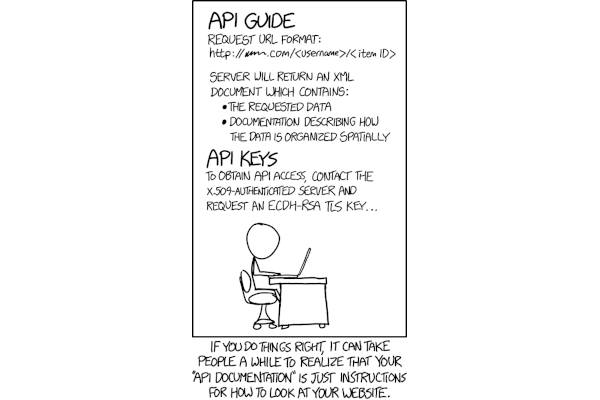 API GUIDE
REQUEST URL FORMAT:
http://.com/<username>/<item ID>
SERVER WILL RETURN AN XML
DOCUMENT WHICH CONTAINS:
• THE REQUESTED DATA
• DOCUMENTATION DESCRIBING HOW
THE DATA IS ORGANIZED SPATIALLY
API KEYS
TO OBTAIN API ACCESS, CONTACT THE
X.509-AUTHENTICATED SERVER AND
REQUEST AN ECDH-RSA TLS KEY...
IF YOU DO THINGS RIGHT, IT CAN TAKE
PEOPLE A WHILE TO REALIZE THAT YOUR
"API DOCUMENTATION" IS JUST INSTRUCTIONS
FOR HOW TO LOOK AT YOUR WEBSITE.